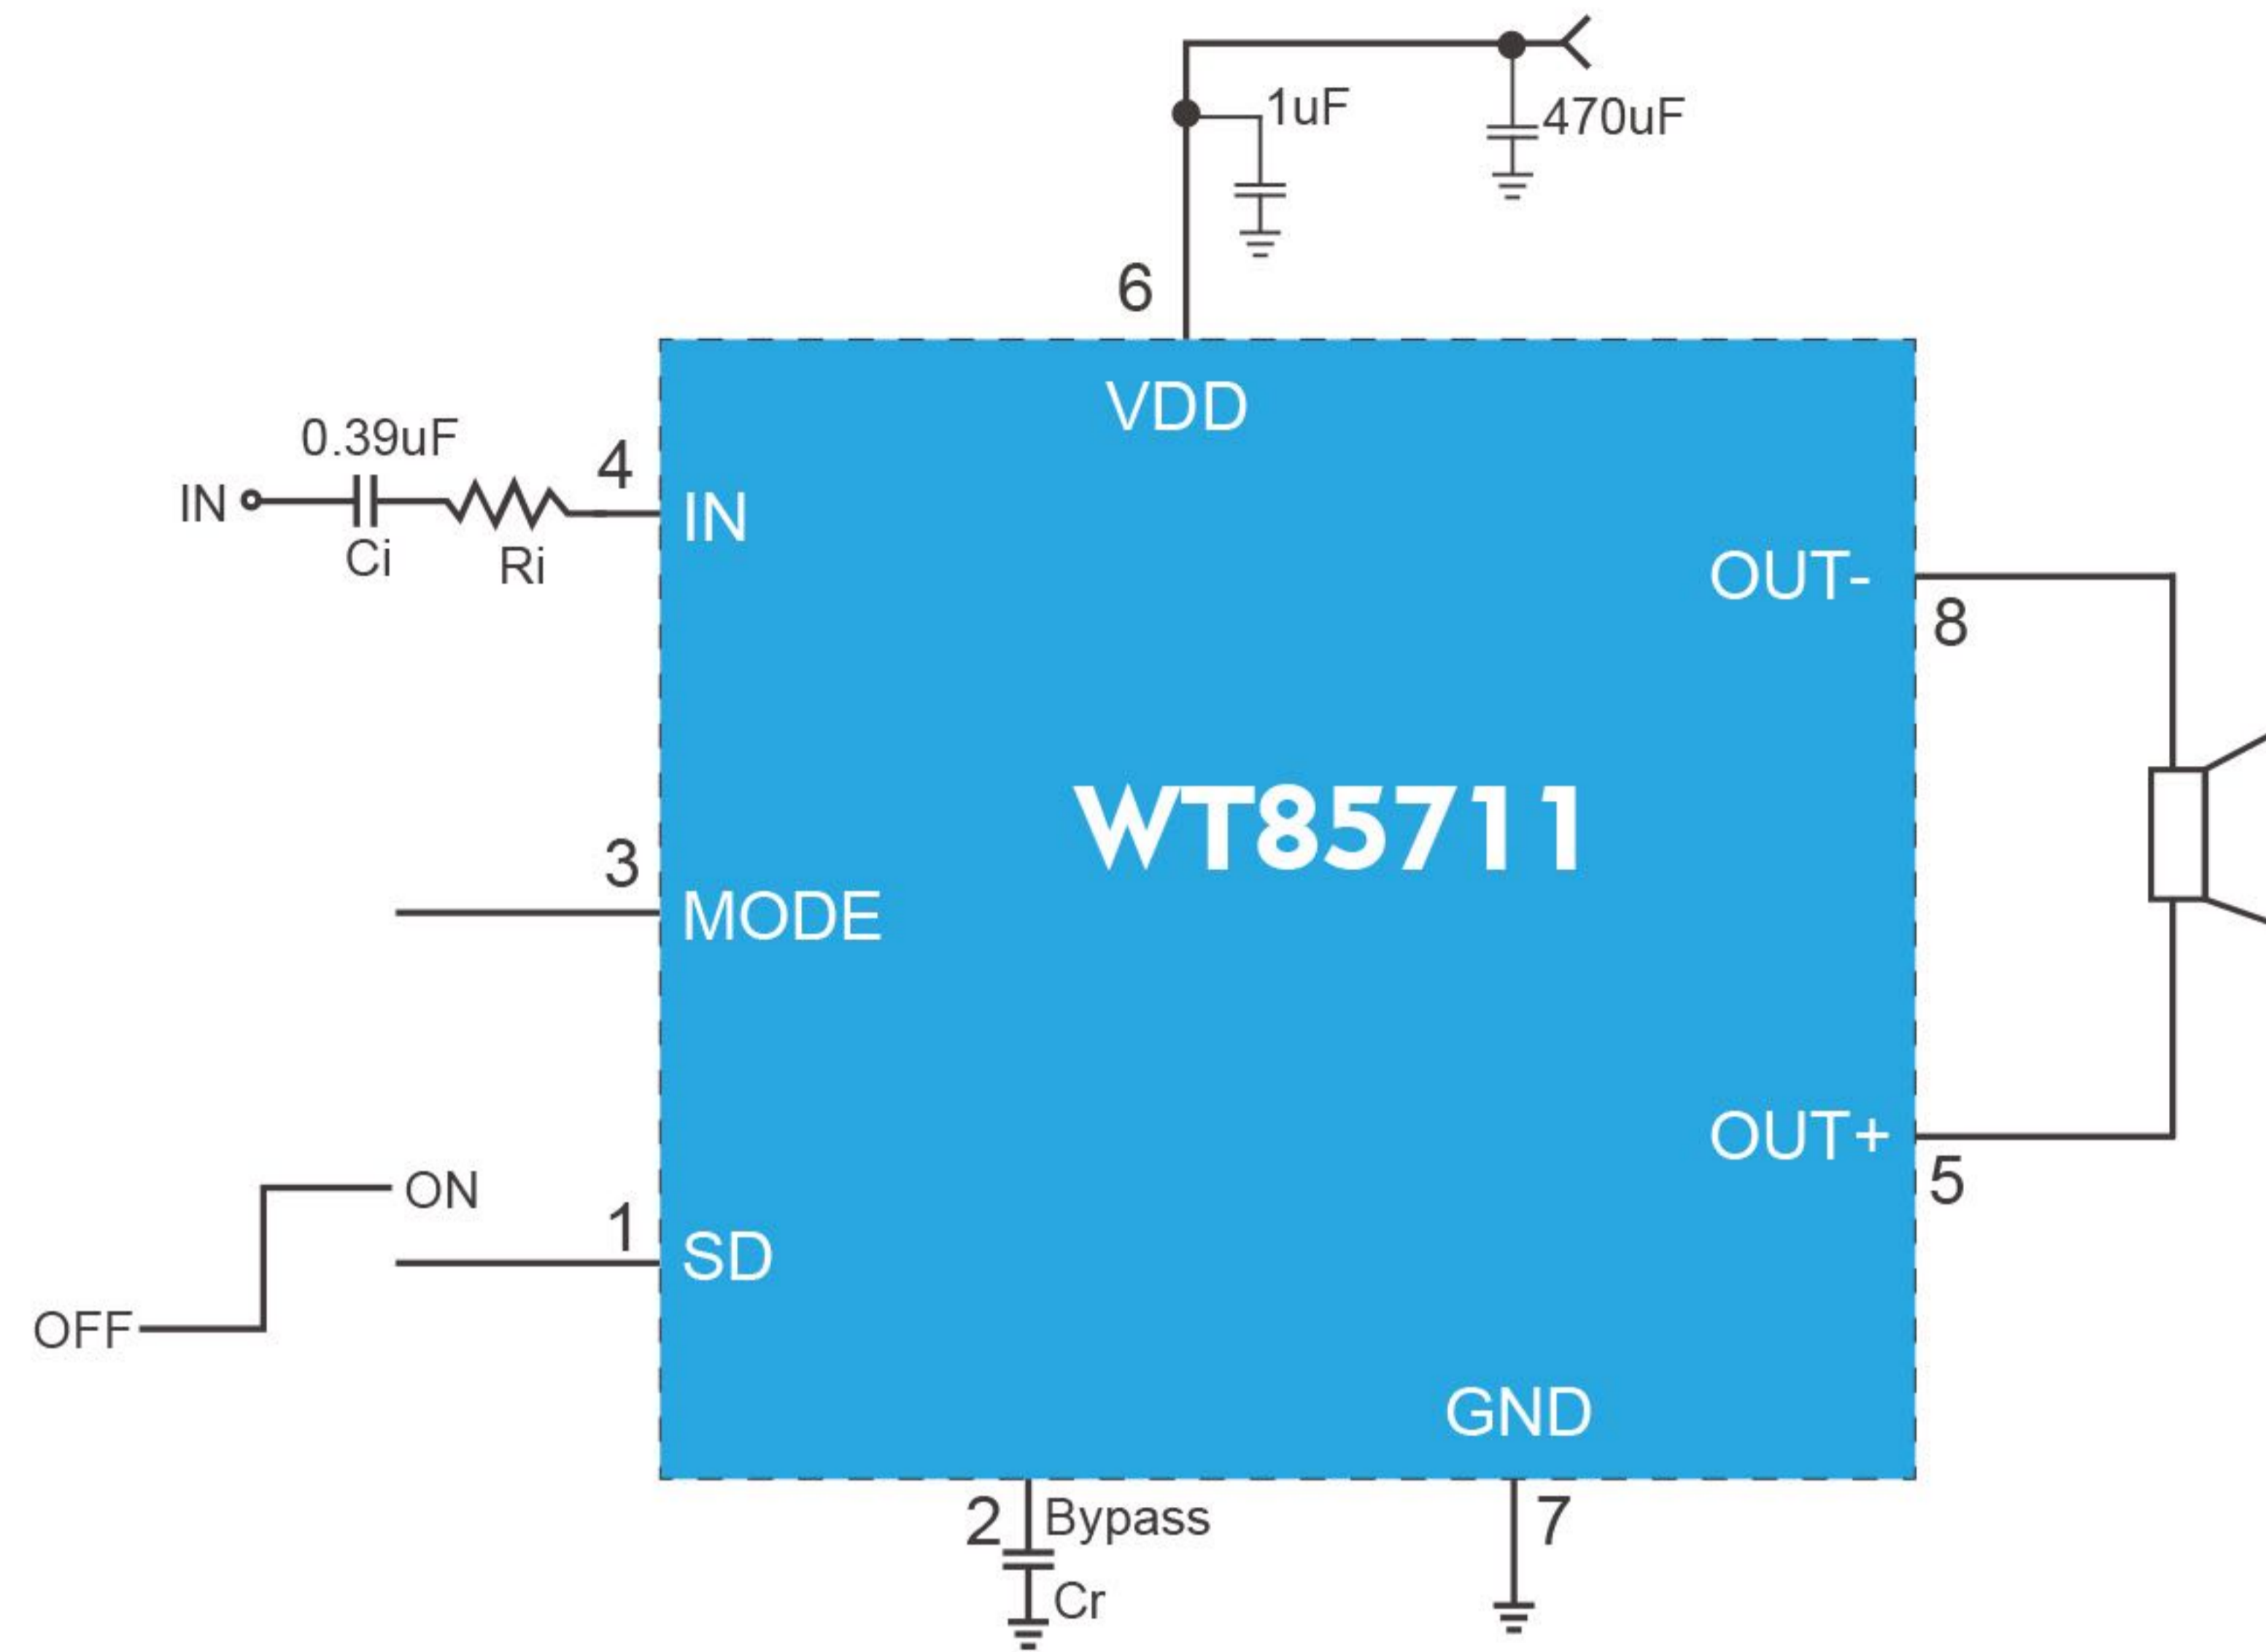 1uF
470uF
6
VDD
0.39uF
4
IN
IN
Ci
Ri
OUT-
8
WT85711
3
MODE
OUT+
5
ON
1
SD
OFF
GND
2
Bypass
7
Cr